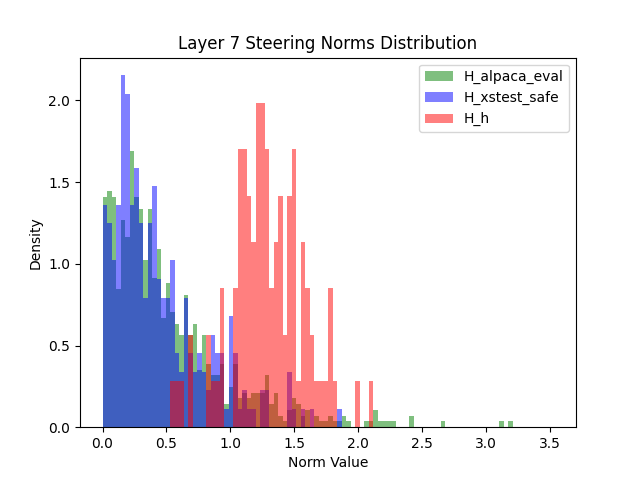 Layer 7 Steering Norms Distribution
H_alpaca_eval
H_xstest_safe
H_h
Density
2.0
1.5
1.0
0.5
0.0
0.0 0.5 1.0 1.5 2.0 2.5 3.0 3.5
Norm Value